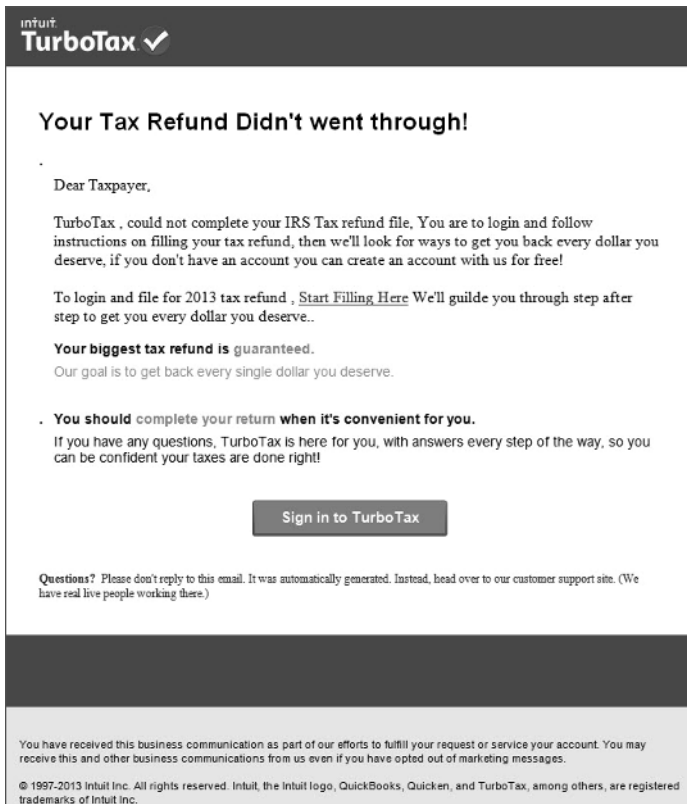 intuit
TurboTax
Your Tax Refund Didn't went through!
.
Dear Taxpayer,
TurboTax , could not complete your IRS Tax refund file, You are to login and follow
instructions on filling your tax refund, then we'll look for ways to get you back every dollar you
deserve, if you don't have an account you can create an account with us for free!
To login and file for 2013 tax refund , Start Filling Here We'll guilde you through step after
step to get you every dollar you deserve..
Your biggest tax refund is guaranteed.
Our goal is to get back every single dollar you deserve.
. You should complete your return when it's convenient for you.
If you have any questions, TurboTax is here for you, with answers every step of the way, so you
can be confident your taxes are done right!
Sign in to TurboTax
Questions? Please don't reply to this email. It was automatically generated. Instead, head over to our customer support site. (We
have real live people working there.)
You have received this business communication as part of our efforts to fulfill your request or service your account. You may
receive this and other business communications from us even if you have opted out of marketing messages.
© 1997-2013 Intuit Inc. All rights reserved. Intuit, the Intuit logo, QuickBooks, Quicken, and TurboTax, among others, are registered
trademarks of Intuit Inc.